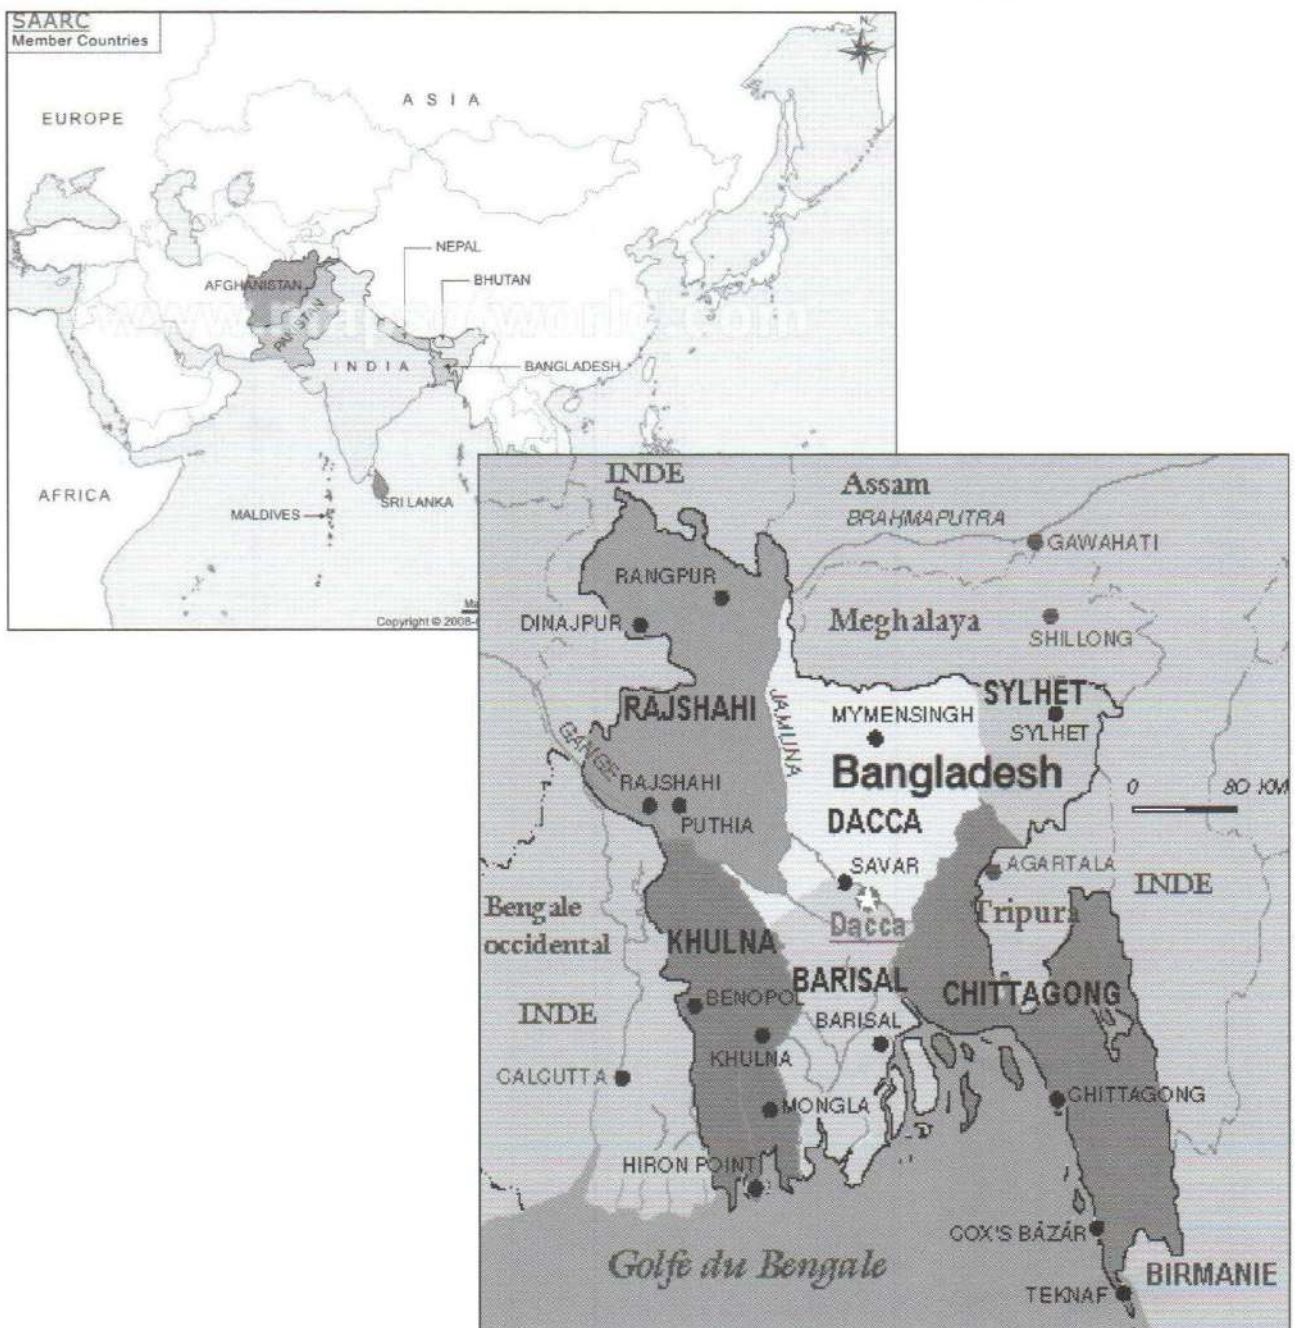 SAARC
Member Countries
N
EUROPE
ASIA
NEPAL
AFGHANISTAN
BHUTAN
PAKISTAN
INDIA
BANGLADESH
AFRICA
SRI LANKA
MALDIVES
Copyright © 2008-
INDE
Assam
BRAHMAPUTRA
GAWAHATI
RANGPUR
DINAJPUR
Meghalaya
SHILLONG
SYLHET
RAJSHAHI
JAMUNA
MYMENSINGH
SYLHET
GANGE
Bangladesh
RAJSHAHI
0 80 KM
PUTHIA
DACCA
SAVAR
AGARTALA
INDE
Bengale
occidental
Dacca
Tripura
KHULNA
BARISAL
CHITTAGONG
BENOPOL
INDE
BARISAL
KHULNA
CALCUTTA
CHITTAGONG
MONGLA
HIRON POINT
COX'S BÁZÁR
Golfe du Bengale
BIRMANIE
TEKNAF